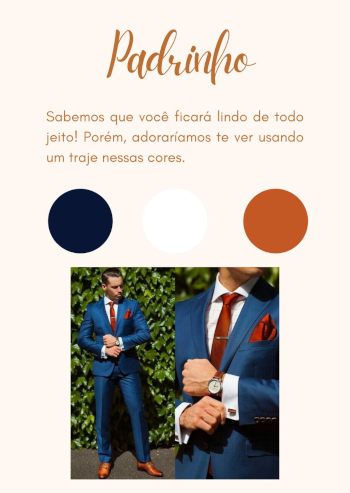 Padrinho
Sabemos que você ficará lindo de todo
jeito! Porém, adoraríamos te ver usando
um traje nessas cores.